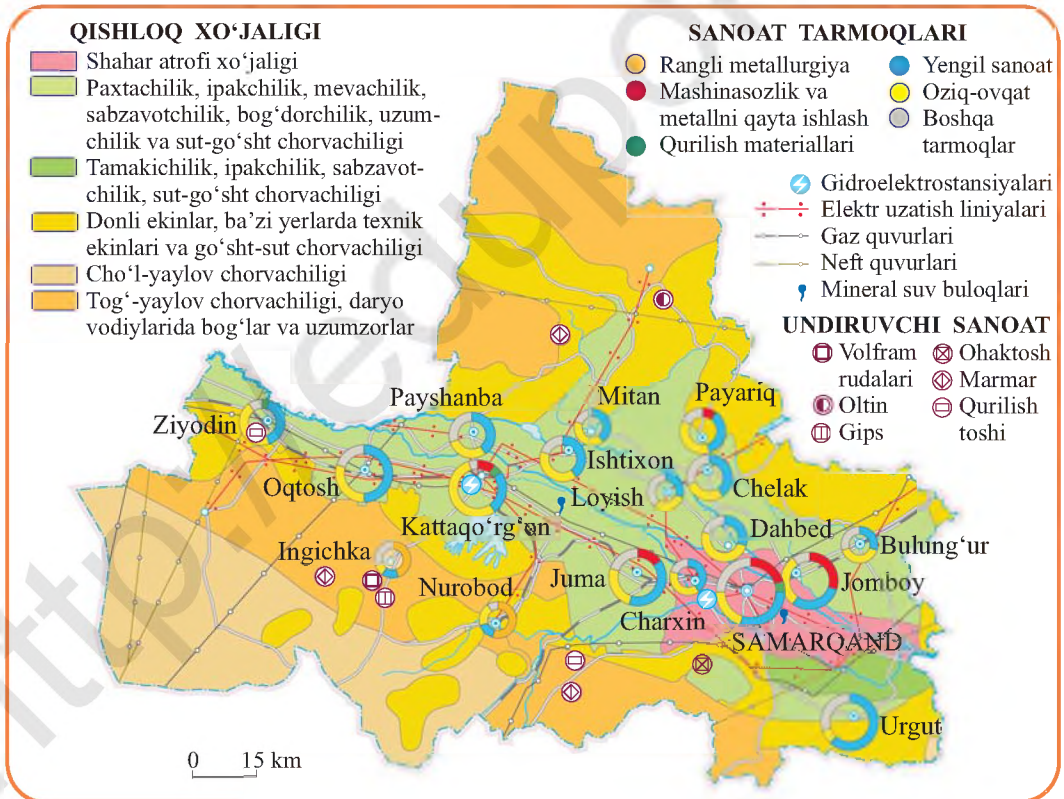 QISHLOQ XO‘JALIGI
Shahar atrofi xo‘jaligi
Paxtachilik, ipakchilik, mevachilik,
sabzavotchilik, bog‘dorchilik, uzum-
chilik va sut-go‘sht chorvachiligi
Tamakichilik, ipakchilik, sabzavot-
chilik, sut-go‘sht chorvachiligi
Donli ekinlar, ba’zi yerlarda texnik
ekinlari va go‘sht-sut chorvachiligi
Cho‘l-yaylov chorvachiligi
Tog‘-yaylov chorvachiligi, daryo
vodiylarida bog‘lar va uzumzorlar
SANOAT TARMOQLARI
Rangli metallurgiya
Mashinasozlik va
metallni qayta ishlash
Qurilish materiallari
Yengil sanoat
Oziq-ovqat
Boshqa
tarmoqlar
Gidroelektrostansiyalari
Elektr uzatish liniyalari
Gaz quvurlari
Neft quvurlari
Mineral suv buloqlari
UNDIRUVCHI SANOAT
Volfram
rudalari
Oltin
Gips
Ohaktosh
Marmar
Qurilish
toshi
Payshanba
Mitan
Payariq
Ziyodin
Ishtixon
Oqtosh
Loyish
Chelak
Kattaqo‘rg‘on
Dahbed
Ingichka
Bulung‘ur
Nurobod
Juma
Jomboy
Charxin
SAMARQAND
Urgut
0 15 km